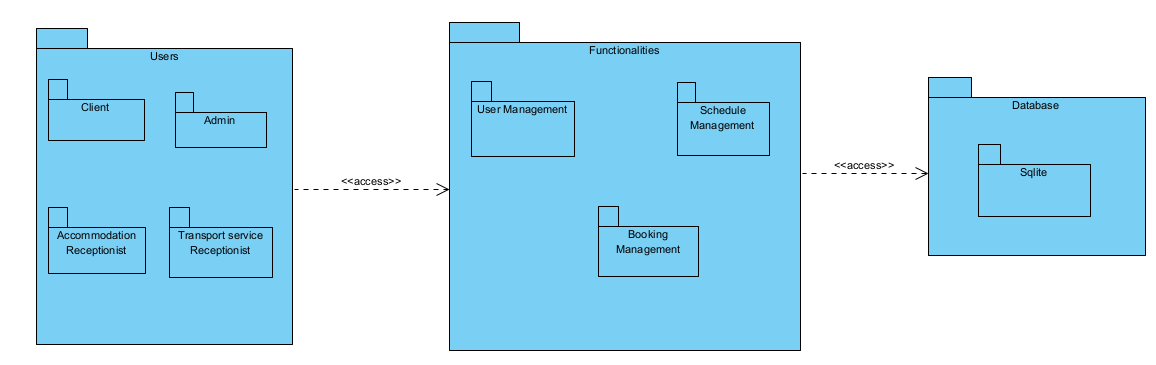 Users
Client
Admin
Accommodation
Receptionist
Transport service
Receptionist
<<access>>
Functionalities
User Management
Schedule
Management
Booking
Management
<<access>>
Database
Sqlite